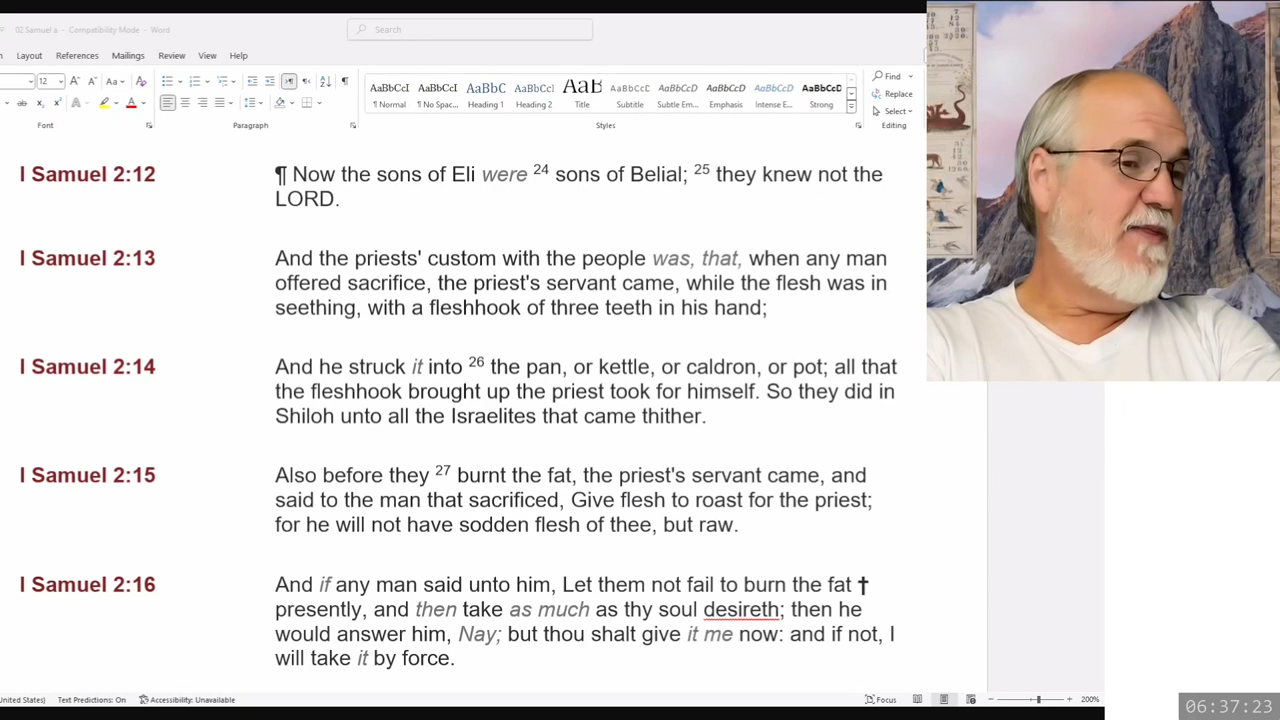 02 Samuel a - Compatibility Mode - Word
Search
Layout References Mailings Review View Help
12
Aa
Find
Replace
Select
AaBbCcI AaBbCcI AaBbC AaBbCcI AaB AaBbCcD AaBbCcD AaBbCcD AaBbCcD AaBbCcD
¶ Normal ¶ No Spac... Heading 1 Heading 2 Title Subtitle Subtle Em... Emphasis Intense E... Strong
Font Paragraph Styles Editing
I Samuel 2:12 ¶ Now the sons of Eli were 24 sons of Belial; 25 they knew not the
LORD.
I Samuel 2:13 And the priests' custom with the people was, that, when any man
offered sacrifice, the priest's servant came, while the flesh was in
seething, with a fleshhook of three teeth in his hand;
I Samuel 2:14 And he struck it into 26 the pan, or kettle, or caldron, or pot; all that
the fleshhook brought up the priest took for himself. So they did in
Shiloh unto all the Israelites that came thither.
I Samuel 2:15 Also before they 27 burnt the fat, the priest's servant came, and
said to the man that sacrificed, Give flesh to roast for the priest;
for he will not have sodden flesh of thee, but raw.
I Samuel 2:16 And if any man said unto him, Let them not fail to burn the fat †
presently, and then take as much as thy soul desireth; then he
would answer him, Nay; but thou shalt give it me now: and if not, I
will take it by force.
United States) Text Predictions: On Accessibility: Unavailable Focus 200%
06:37:23